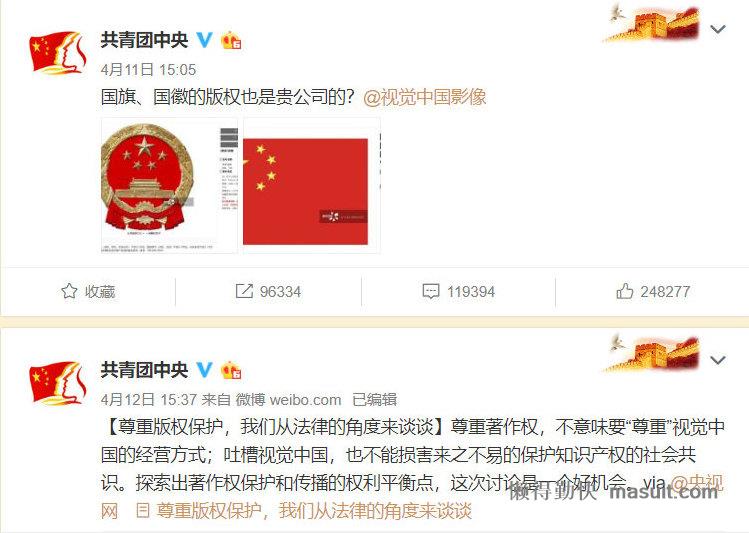 共青团中央
4月11日 15:05
国旗、国徽的版权也是贵公司的？@视觉中国影像
收藏 96334 119394 248277
共青团中央
4月12日 15:37 来自 微博 weibo.com 已编辑
【尊重版权保护，我们从法律的角度来谈谈】尊重著作权，不意味要“尊重”视觉中
国的经营方式；吐槽视觉中国，也不能损害来之不易的保护知识产权的社会共
识。探索出著作权保护和传播的权利平衡点，这次讨论是一个好机会。via @央视
网 尊重版权保护，我们从法律的角度来谈谈
懒得勤快 masuit.com